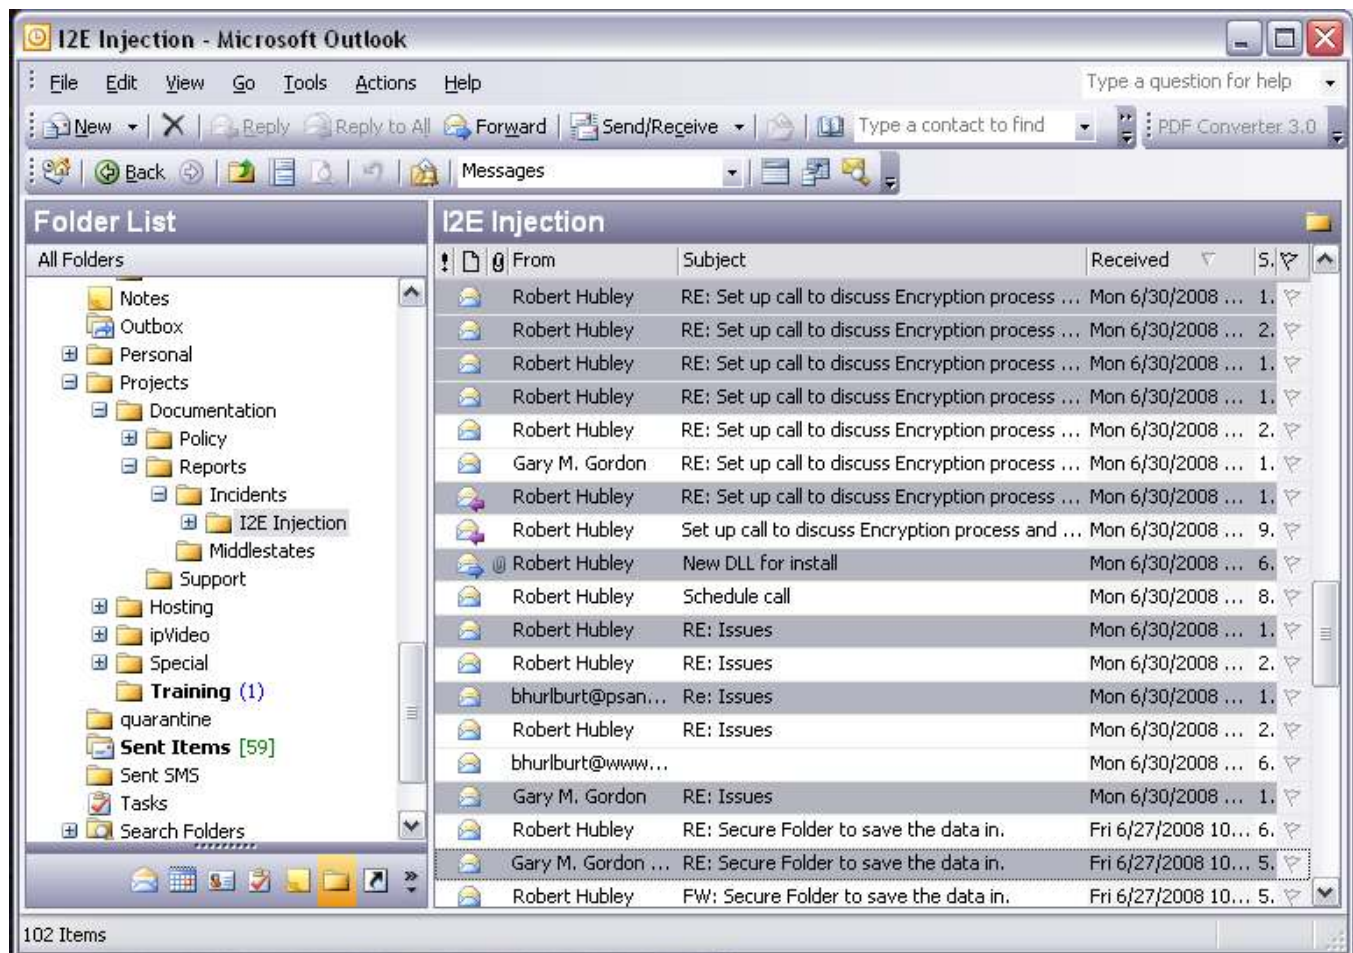 I2E Injection - Microsoft Outlook
File Edit View Go Tools Actions Help Type a question for help
New Reply Reply to All Forward Send/Receive Type a contact to find PDF Converter 3.0
Back Messages
Folder List
All Folders
Notes
Outbox
Personal
Projects
Documentation
Policy
Reports
Incidents
I2E Injection
Middlestates
Support
Hosting
ipVideo
Special
Training (1)
quarantine
Sent Items [59]
Sent SMS
Tasks
Search Folders
I2E Injection
From Subject Received S.
Robert Hubley RE: Set up call to discuss Encryption process ... Mon 6/30/2008 ... 1.
Robert Hubley RE: Set up call to discuss Encryption process ... Mon 6/30/2008 ... 2.
Robert Hubley RE: Set up call to discuss Encryption process ... Mon 6/30/2008 ... 1.
Robert Hubley RE: Set up call to discuss Encryption process ... Mon 6/30/2008 ... 1.
Robert Hubley RE: Set up call to discuss Encryption process ... Mon 6/30/2008 ... 2.
Gary M. Gordon RE: Set up call to discuss Encryption process ... Mon 6/30/2008 ... 1.
Robert Hubley RE: Set up call to discuss Encryption process ... Mon 6/30/2008 ... 1.
Robert Hubley Set up call to discuss Encryption process and ... Mon 6/30/2008 ... 9.
Robert Hubley New DLL for install Mon 6/30/2008 ... 6.
Robert Hubley Schedule call Mon 6/30/2008 ... 8.
Robert Hubley RE: Issues Mon 6/30/2008 ... 1.
Robert Hubley RE: Issues Mon 6/30/2008 ... 2.
bhurlburt@psan... Re: Issues Mon 6/30/2008 ... 1.
Robert Hubley RE: Issues Mon 6/30/2008 ... 2.
bhurlburt@www... Mon 6/30/2008 ... 6.
Gary M. Gordon RE: Issues Mon 6/30/2008 ... 1.
Robert Hubley RE: Secure Folder to save the data in. Fri 6/27/2008 10... 6.
Gary M. Gordon ... RE: Secure Folder to save the data in. Fri 6/27/2008 10... 5.
Robert Hubley FW: Secure Folder to save the data in. Fri 6/27/2008 10... 5.
102 Items